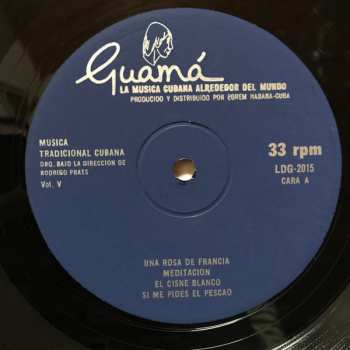 Guamá
LA MUSICA CUBANA ALREDEDOR DEL MUNDO
PRODUCIDO Y DISTRIBUIDO POR EGREM HABANA-CUBA
MUSICA
TRADICIONAL CUBANA
ORQ. BAJO LA DIRECCION DE
RODRIGO PRATS
Vol. V
33 rpm
LDG-2015
CARA A
UNA ROSA DE FRANCIA
MEDITACION
EL CISNE BLANCO
SI ME PIDES EL PESCAO